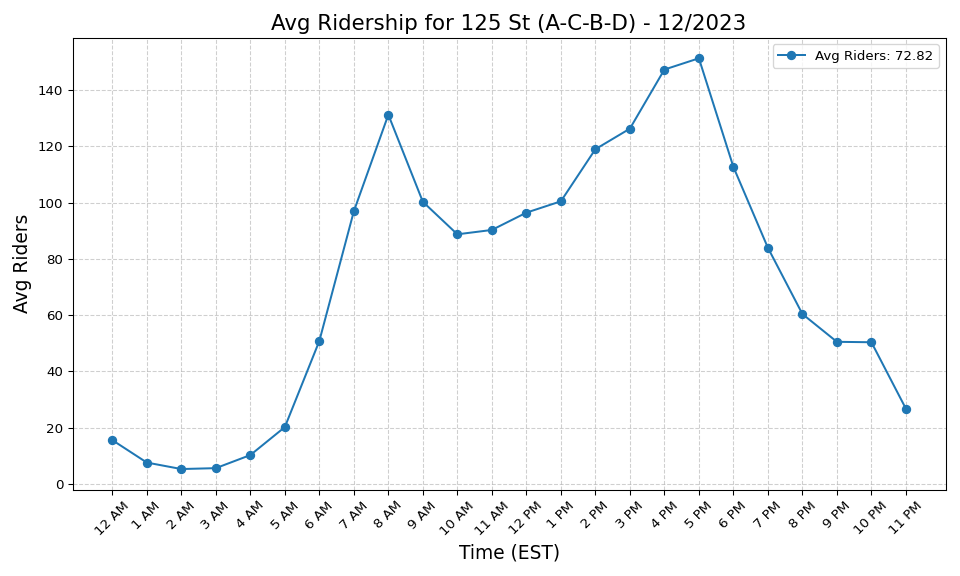 Avg Ridership for 125 St (A-C-B-D) - 12/2023
Avg Riders: 72.82
140
120
100
80
60
40
20
0
Avg Riders
12 AM
1 AM
2 AM
3 AM
4 AM
5 AM
6 AM
7 AM
8 AM
9 AM
10 AM
11 AM
12 PM
1 PM
2 PM
3 PM
4 PM
5 PM
6 PM
7 PM
8 PM
9 PM
10 PM
11 PM
Time (EST)